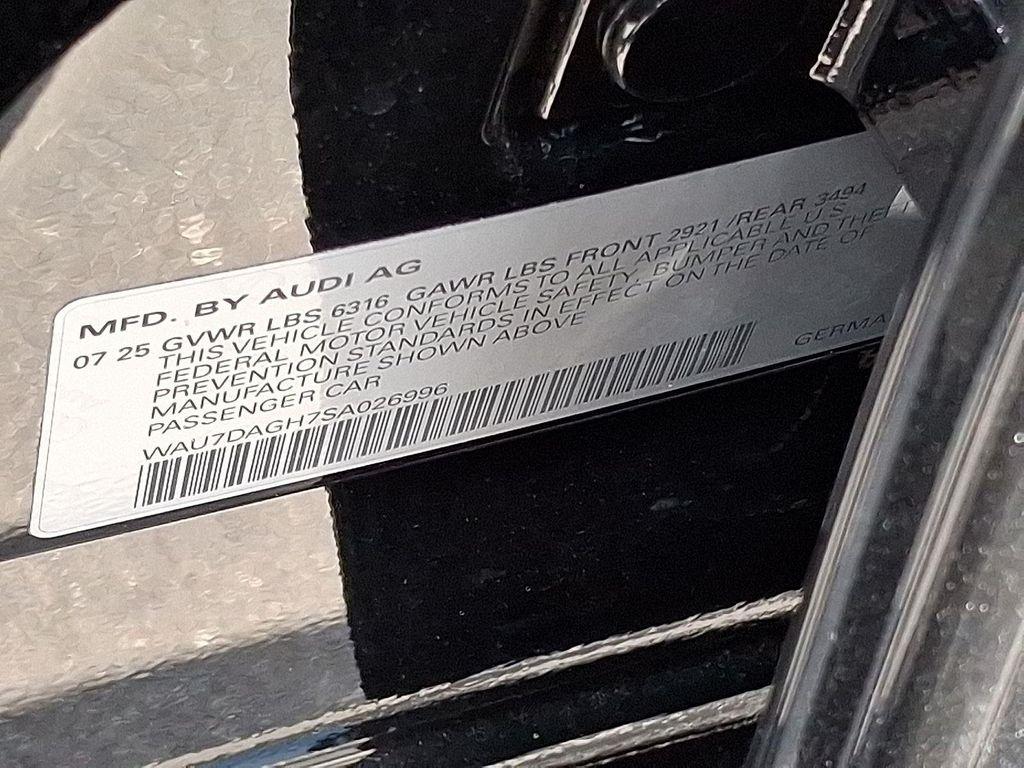 MFD. BY AUDI AG
07 25 GVWR LBS 6316 GAWR LBS FRONT 2921 /REAR 3494
THIS VEHICLE CONFORMS TO ALL APPLICABLE U.S.
FEDERAL MOTOR VEHICLE SAFETY, BUMPER AND THEFT
PREVENTION STANDARDS IN EFFECT ON THE DATE OF
MANUFACTURE SHOWN ABOVE
PASSENGER CAR
WAU7DAGH7SA026996
GERMA